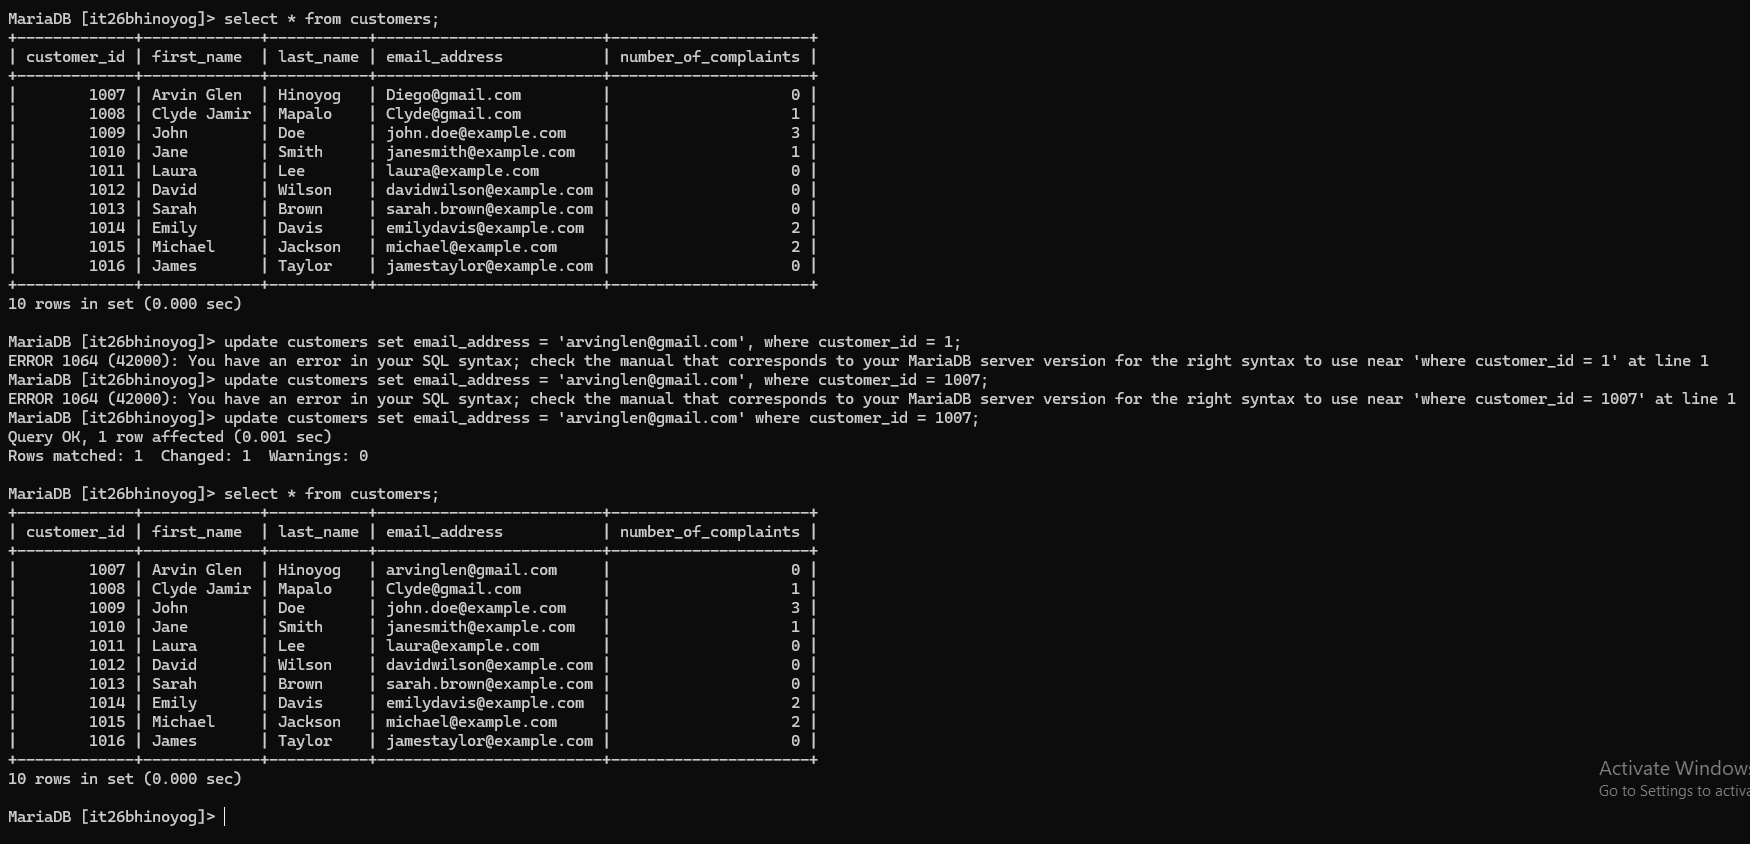 MariaDB [it26bhinoyog]> select * from customers;
+-------------+-------------+-----------+-------------------------+----------------------+
| customer_id | first_name  | last_name | email_address           | number_of_complaints |
+-------------+-------------+-----------+-------------------------+----------------------+
|        1007 | Arvin Glen  | Hinoyog   | Diego@gmail.com         |                    0 |
|        1008 | Clyde Jamir | Mapalo    | Clyde@gmail.com         |                    1 |
|        1009 | John        | Doe       | john.doe@example.com    |                    3 |
|        1010 | Jane        | Smith     | janesmith@example.com   |                    1 |
|        1011 | Laura       | Lee       | laura@example.com       |                    0 |
|        1012 | David       | Wilson    | davidwilson@example.com |                    0 |
|        1013 | Sarah       | Brown     | sarah.brown@example.com |                    0 |
|        1014 | Emily       | Davis     | emilydavis@example.com  |                    2 |
|        1015 | Michael     | Jackson   | michael@example.com     |                    2 |
|        1016 | James       | Taylor    | jamestaylor@example.com |                    0 |
+-------------+-------------+-----------+-------------------------+----------------------+
10 rows in set (0.000 sec)

MariaDB [it26bhinoyog]> update customers set email_address = 'arvinglen@gmail.com', where customer_id = 1;
ERROR 1064 (42000): You have an error in your SQL syntax; check the manual that corresponds to your MariaDB server version for the right syntax to use near 'where customer_id = 1' at line 1
MariaDB [it26bhinoyog]> update customers set email_address = 'arvinglen@gmail.com', where customer_id = 1007;
ERROR 1064 (42000): You have an error in your SQL syntax; check the manual that corresponds to your MariaDB server version for the right syntax to use near 'where customer_id = 1007' at line 1
MariaDB [it26bhinoyog]> update customers set email_address = 'arvinglen@gmail.com' where customer_id = 1007;
Query OK, 1 row affected (0.001 sec)
Rows matched: 1  Changed: 1  Warnings: 0

MariaDB [it26bhinoyog]> select * from customers;
+-------------+-------------+-----------+-------------------------+----------------------+
| customer_id | first_name  | last_name | email_address           | number_of_complaints |
+-------------+-------------+-----------+-------------------------+----------------------+
|        1007 | Arvin Glen  | Hinoyog   | arvinglen@gmail.com     |                    0 |
|        1008 | Clyde Jamir | Mapalo    | Clyde@gmail.com         |                    1 |
|        1009 | John        | Doe       | john.doe@example.com    |                    3 |
|        1010 | Jane        | Smith     | janesmith@example.com   |                    1 |
|        1011 | Laura       | Lee       | laura@example.com       |                    0 |
|        1012 | David       | Wilson    | davidwilson@example.com |                    0 |
|        1013 | Sarah       | Brown     | sarah.brown@example.com |                    0 |
|        1014 | Emily       | Davis     | emilydavis@example.com  |                    2 |
|        1015 | Michael     | Jackson   | michael@example.com     |                    2 |
|        1016 | James       | Taylor    | jamestaylor@example.com |                    0 |
+-------------+-------------+-----------+-------------------------+----------------------+
10 rows in set (0.000 sec)

MariaDB [it26bhinoyog]>
Activate Windows
Go to Settings to activa